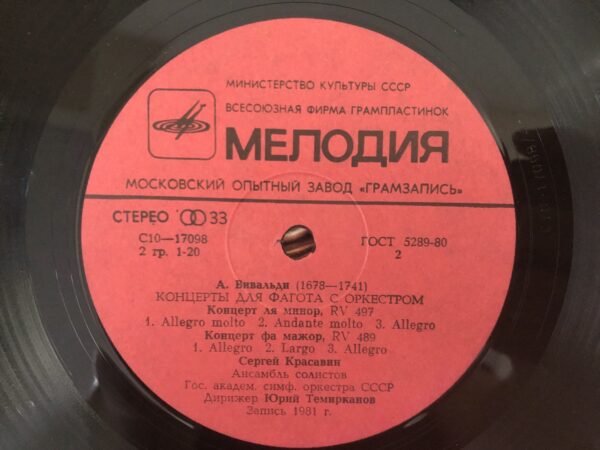 МИНИСТЕРСТВО КУЛЬТУРЫ СССР
ВСЕСОЮЗНАЯ ФИРМА ГРАМПЛАСТИНОК
МЕЛОДИЯ
МОСКОВСКИЙ ОПЫТНЫЙ ЗАВОД «ГРАМЗАПИСЬ»
СТЕРЕО 33
С10—17098 ГОСТ 5289-80
2 гр. 1-20 2
А. Вивальди (1678—1741)
КОНЦЕРТЫ ДЛЯ ФАГОТА С ОРКЕСТРОМ
Концерт ля минор, RV 497
1. Allegro molto 2. Andante molto 3. Allegro
Концерт фа мажор, RV 489
1. Allegro 2. Largo 3. Allegro
Сергей Красавин
Ансамбль солистов
Гос. академ. симф. оркестра СССР
Дирижер Юрий Темирканов
Запись 1981 г.